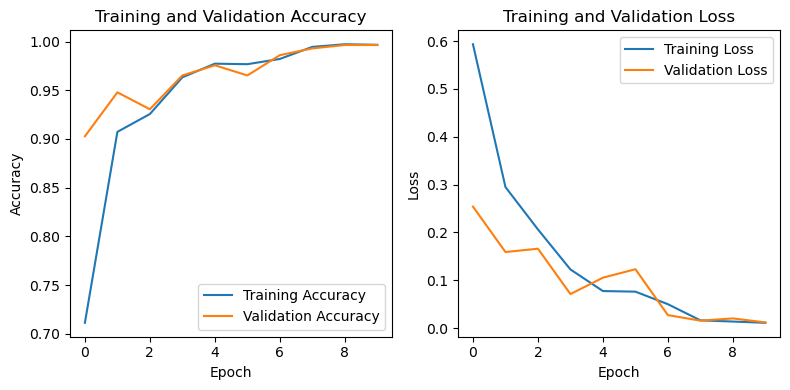 Training and Validation Accuracy
1.00
0.95
0.90
0.85
0.80
0.75
0.70
Accuracy
Training Accuracy
Validation Accuracy
0 2 4 6 8
Epoch
Training and Validation Loss
0.6
0.5
0.4
0.3
0.2
0.1
0.0
Loss
Training Loss
Validation Loss
0 2 4 6 8
Epoch